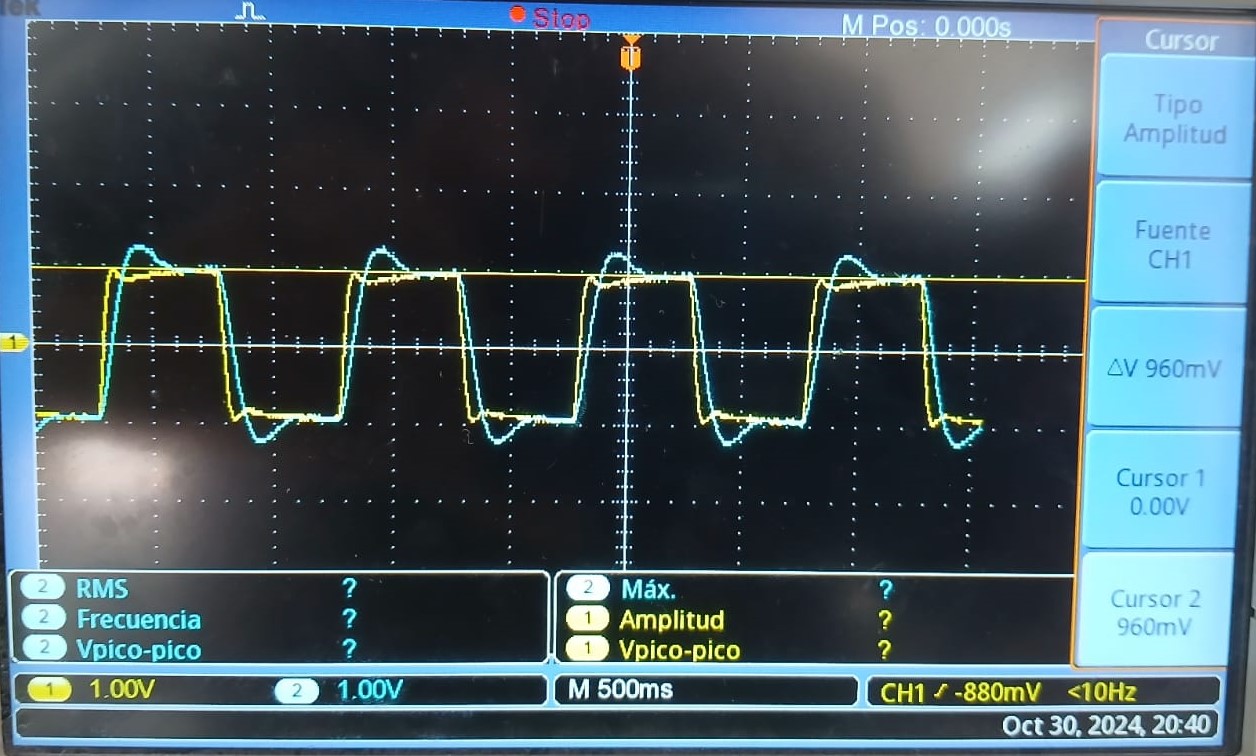 Tek
Stop
M Pos: 0.000s
T
Cursor
Tipo
Amplitud
Fuente
CH1
ΔV 960mV
Cursor 1
0.00V
Cursor 2
960mV
1
2 RMS ?
2 Frecuencia ?
2 Vpico-pico ?
2 Máx. ?
1 Amplitud ?
1 Vpico-pico ?
1 1.00V
2 1.00V
M 500ms
CH1 -880mV <10Hz
Oct 30, 2024, 20:40